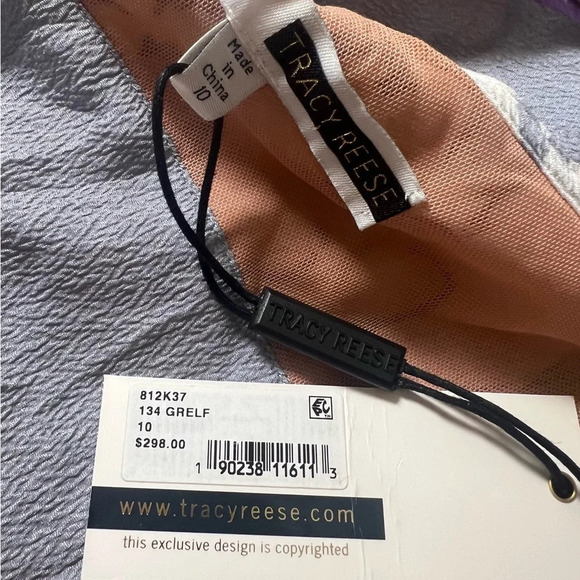 Made
in
China
10
TRACY REESE
TRACY REESE
812K37
134 GRELF
10
$298.00
1 90238 11611 3
www.tracyreese.com
this exclusive design is copyrighted